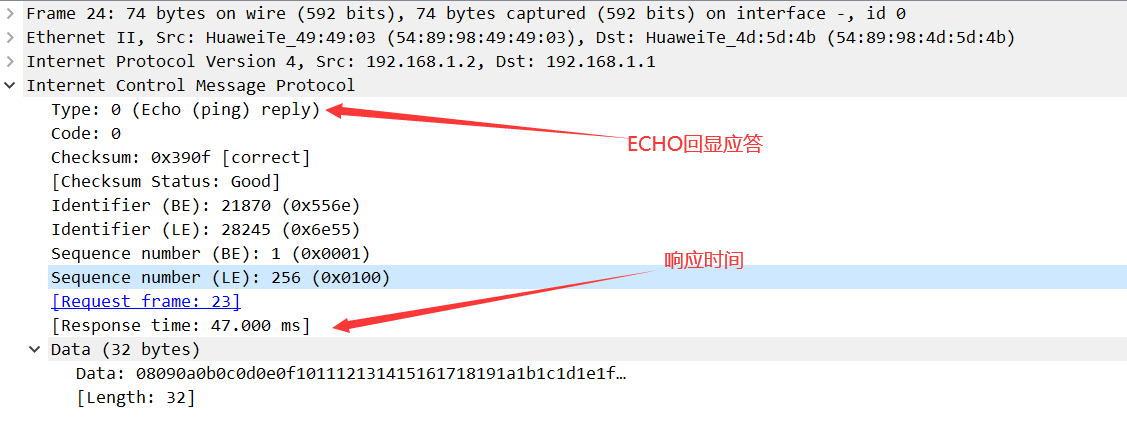 Frame 24: 74 bytes on wire (592 bits), 74 bytes captured (592 bits) on interface -, id 0
Ethernet II, Src: HuaweiTe_49:49:03 (54:89:98:49:49:03), Dst: HuaweiTe_4d:5d:4b (54:89:98:4d:5d:4b)
Internet Protocol Version 4, Src: 192.168.1.2, Dst: 192.168.1.1
Internet Control Message Protocol
Type: 0 (Echo (ping) reply)
Code: 0
ECHO回显应答
Checksum: 0x390f [correct]
[Checksum Status: Good]
Identifier (BE): 21870 (0x556e)
Identifier (LE): 28245 (0x6e55)
Sequence number (BE): 1 (0x0001)
响应时间
Sequence number (LE): 256 (0x0100)
[Request frame: 23]
[Response time: 47.000 ms]
Data (32 bytes)
Data: 08090a0b0c0d0e0f101112131415161718191a1b1c1d1e1f…
[Length: 32]